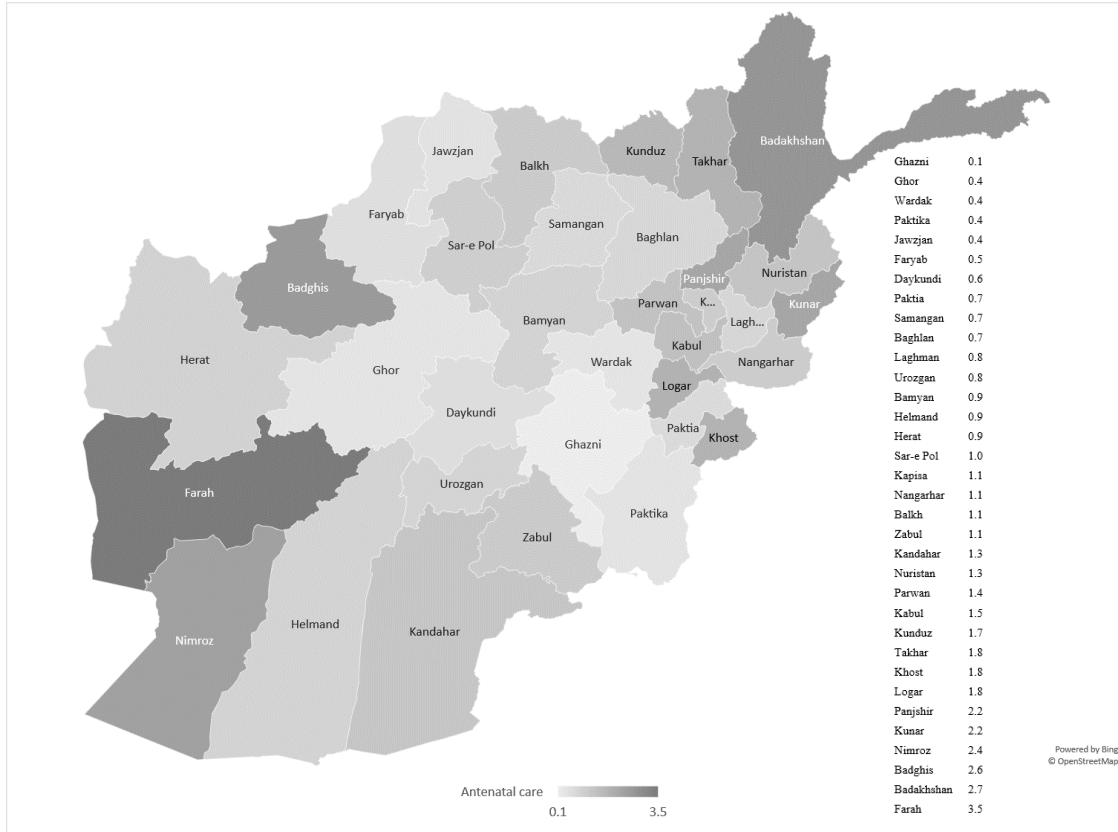 Badakhshan
Kunduz
Takhar
Jawzjan
Balkh
Faryab
Samangan
Baghlan
Sar-e Pol
Nuristan
Panjshir
Badghis
Kunar
Parwan
K...
Bamyan
Lagh...
Kabul
Herat
Wardak
Nangarhar
Ghor
Logar
Daykundi
Paktia
Khost
Ghazni
Urozgan
Farah
Paktika
Zabul
Helmand
Kandahar
Nimroz
Ghazni 0.1
Ghor 0.4
Wardak 0.4
Paktika 0.4
Jawzjan 0.4
Faryab 0.5
Daykundi 0.6
Paktia 0.7
Samangan 0.7
Baghlan 0.7
Laghman 0.8
Urozgan 0.8
Bamyan 0.9
Helmand 0.9
Herat 0.9
Sar-e Pol 1.0
Kapisa 1.1
Nangarhar 1.1
Balkh 1.1
Zabul 1.1
Kandahar 1.3
Nuristan 1.3
Parwan 1.4
Kabul 1.5
Kunduz 1.7
Takhar 1.8
Khost 1.8
Logar 1.8
Panjshir 2.2
Kunar 2.2
Nimroz 2.4
Badghis 2.6
Badakhshan 2.7
Farah 3.5
Powered by Bing
© OpenStreetMap
Antenatal care
0.1 3.5